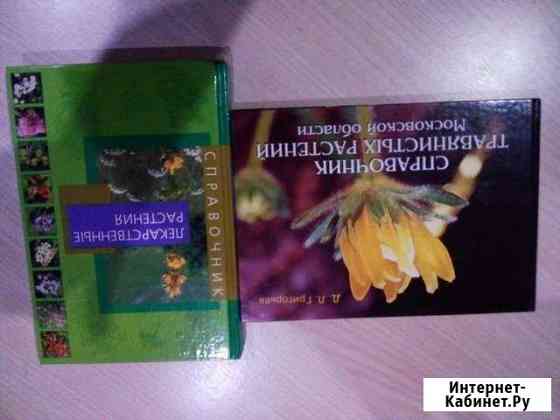 СПРАВОЧНИК
ЛЕКАРСТВЕННЫЕ
РАСТЕНИЯ
Д. Л. Григорьев
СПРАВОЧНИК
ТРАВЯНИСТЫХ РАСТЕНИЙ
Московской области
Интернет-
Кабинет.Ру